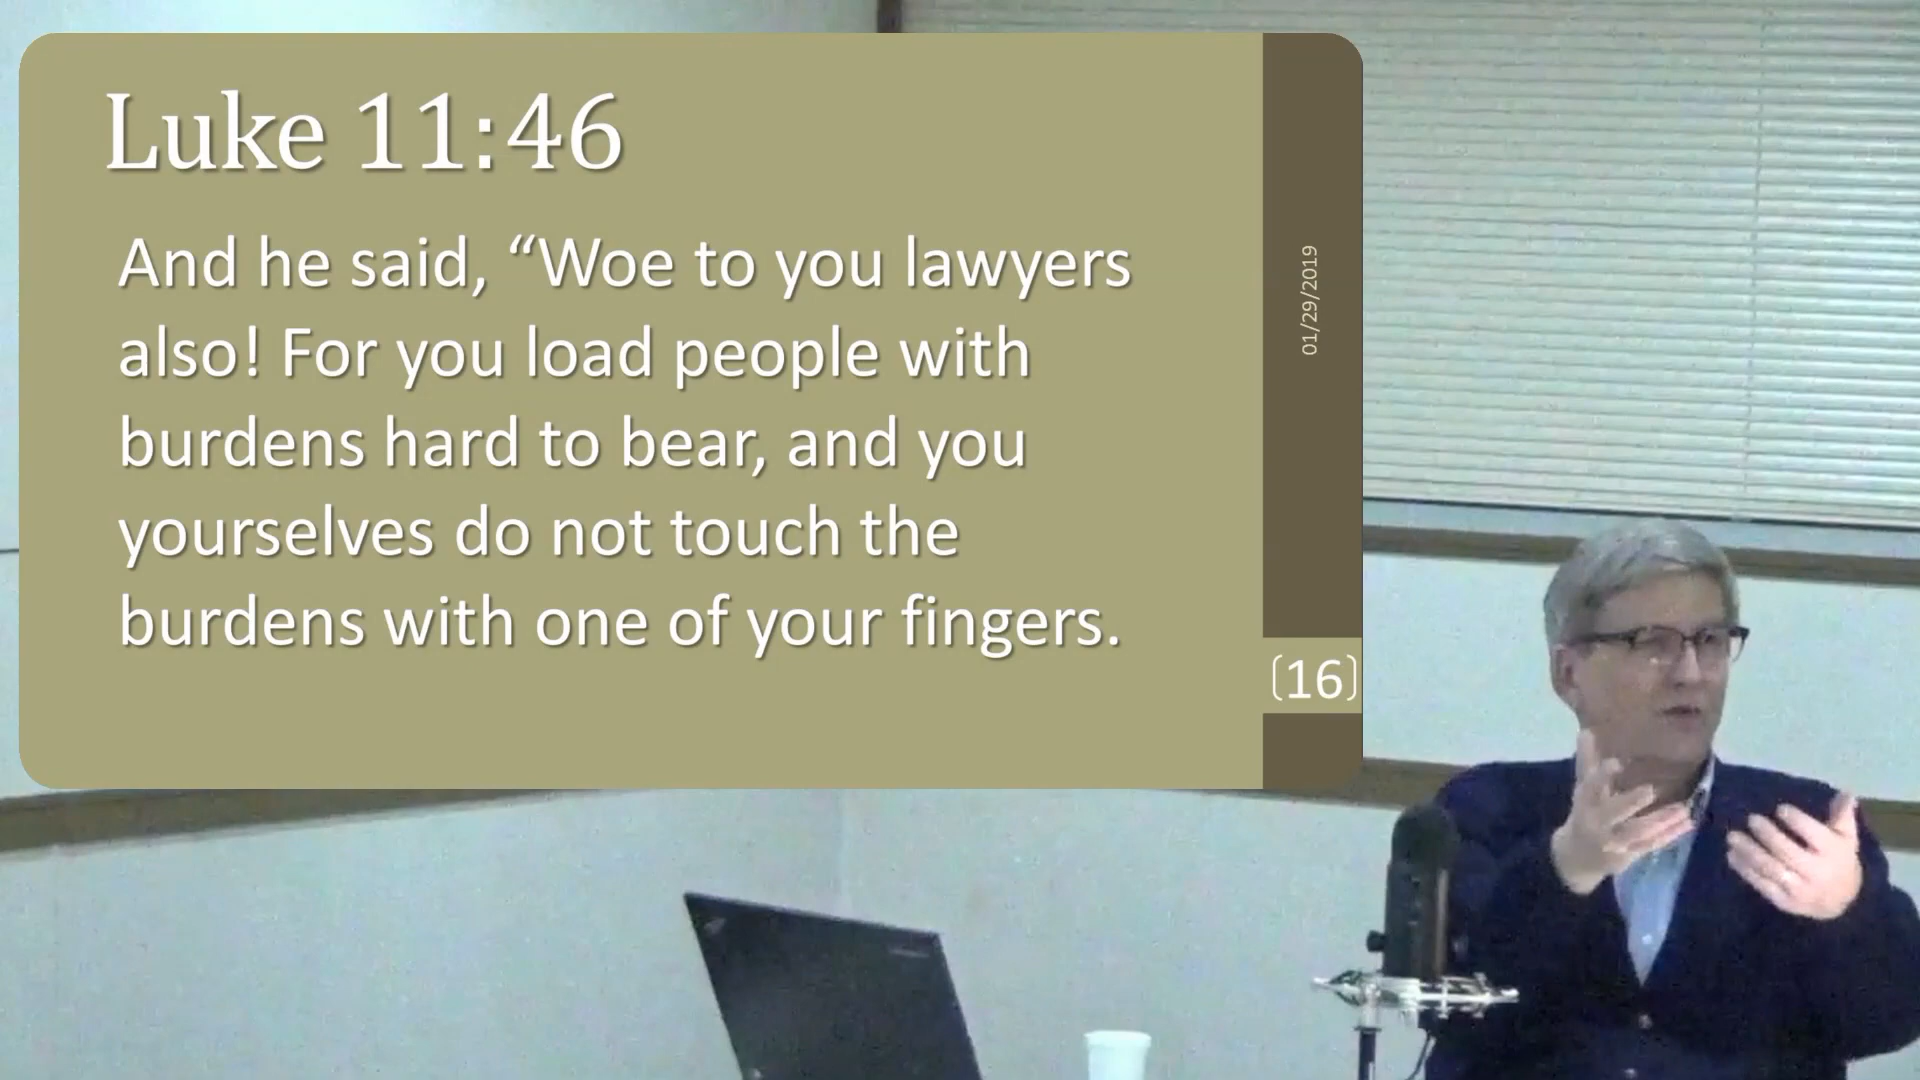 Luke 11:46
And he said, “Woe to you lawyers
also! For you load people with
burdens hard to bear, and you
yourselves do not touch the
burdens with one of your fingers.
01/29/2019
16